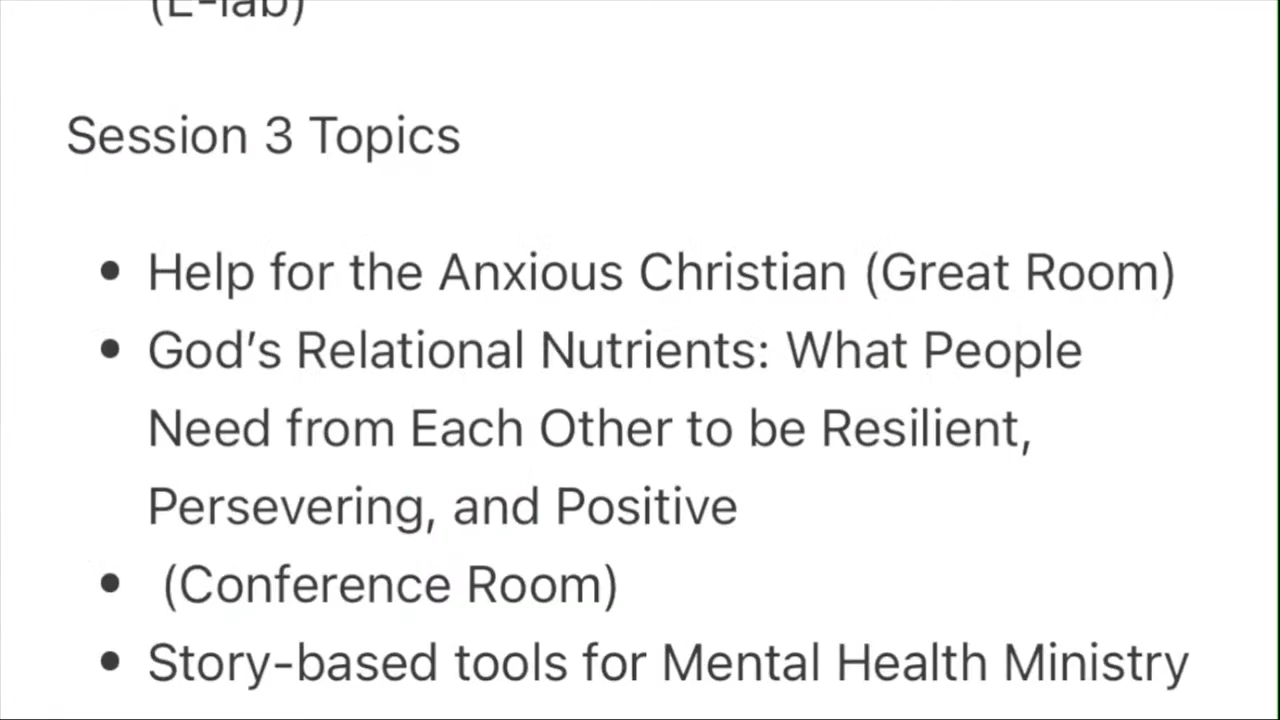 (E-lab)
Session 3 Topics
• Help for the Anxious Christian (Great Room)
• God’s Relational Nutrients: What People
Need from Each Other to be Resilient,
Persevering, and Positive
• (Conference Room)
• Story-based tools for Mental Health Ministry